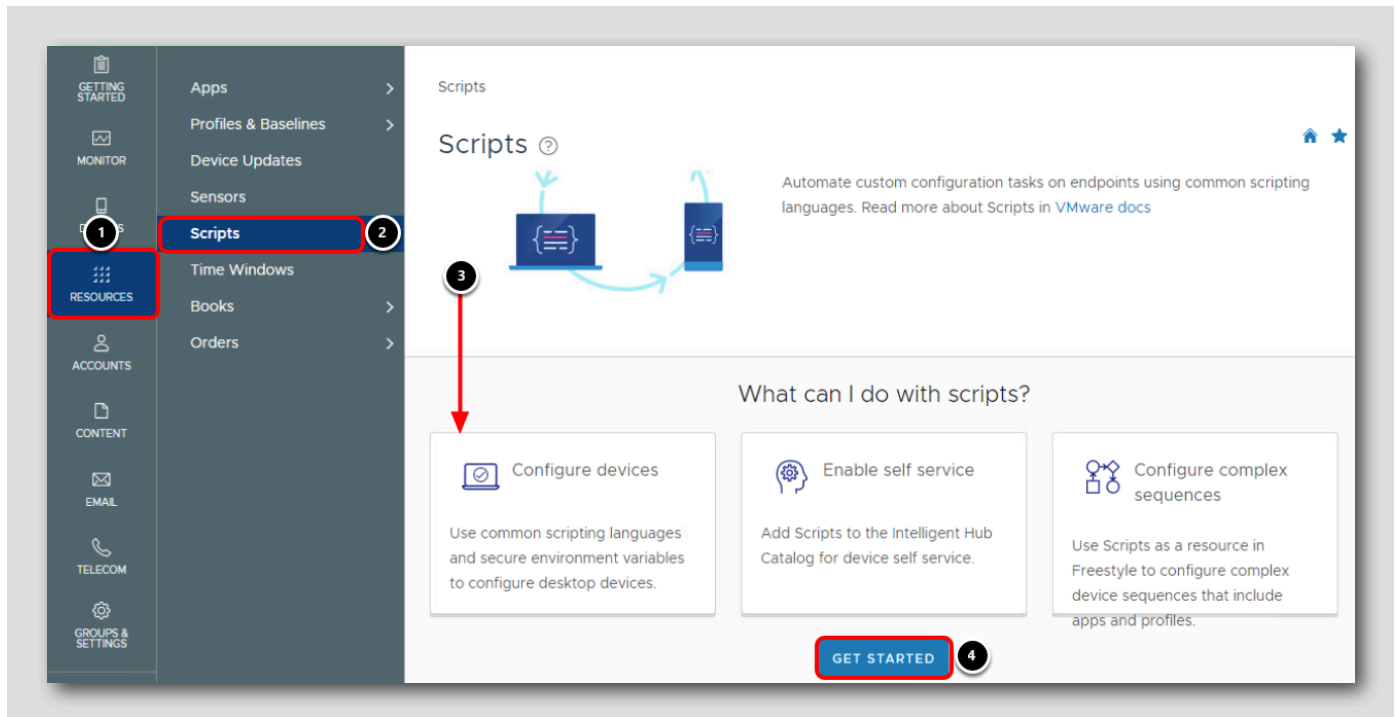 GETTING
STARTED
MONITOR
1
RESOURCES
ACCOUNTS
CONTENT
EMAIL
TELECOM
GROUPS &
SETTINGS
Apps
Profiles & Baselines
Device Updates
Sensors
Scripts
2
Time Windows
Books
Orders
Scripts
Scripts ?
Automate custom configuration tasks on endpoints using common scripting
languages. Read more about Scripts in VMware docs
{ }
{ }
3
What can I do with scripts?
Configure devices
Use common scripting languages
and secure environment variables
to configure desktop devices.
Enable self service
Add Scripts to the Intelligent Hub
Catalog for device self service.
Configure complex
sequences
Use Scripts as a resource in
Freestyle to configure complex
device sequences that include
apps and profiles.
GET STARTED
4